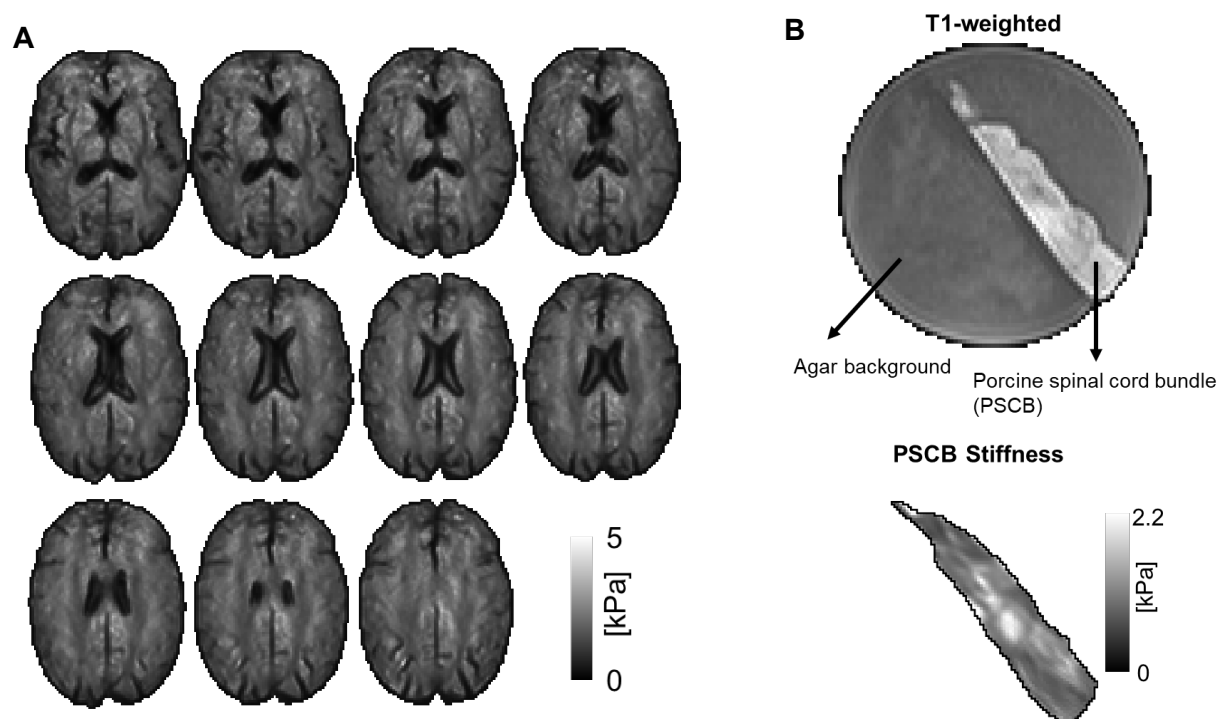 A
B
T1-weighted
Agar background
Porcine spinal cord bundle
(PSCB)
PSCB Stiffness
5
[kPa]
0
2.2
[kPa]
0